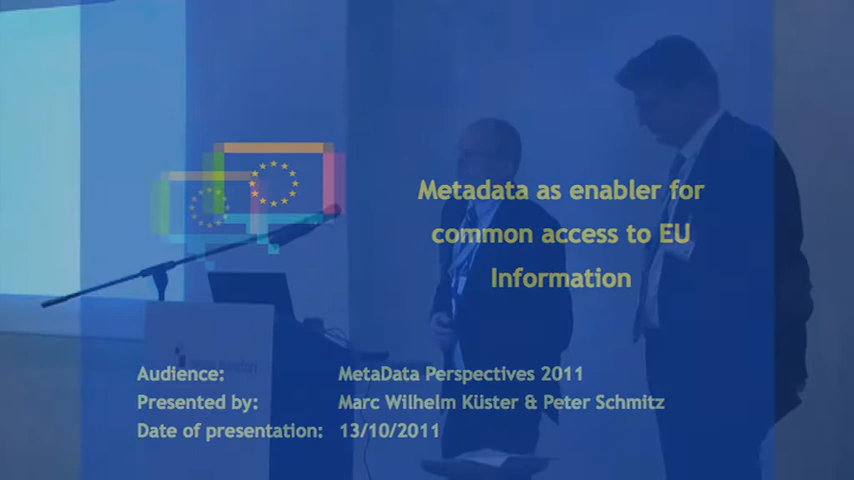 Metadata as enabler for
common access to EU
Information
Audience: MetaData Perspectives 2011
Presented by: Marc Wilhelm Küster & Peter Schmitz
Date of presentation: 13/10/2011